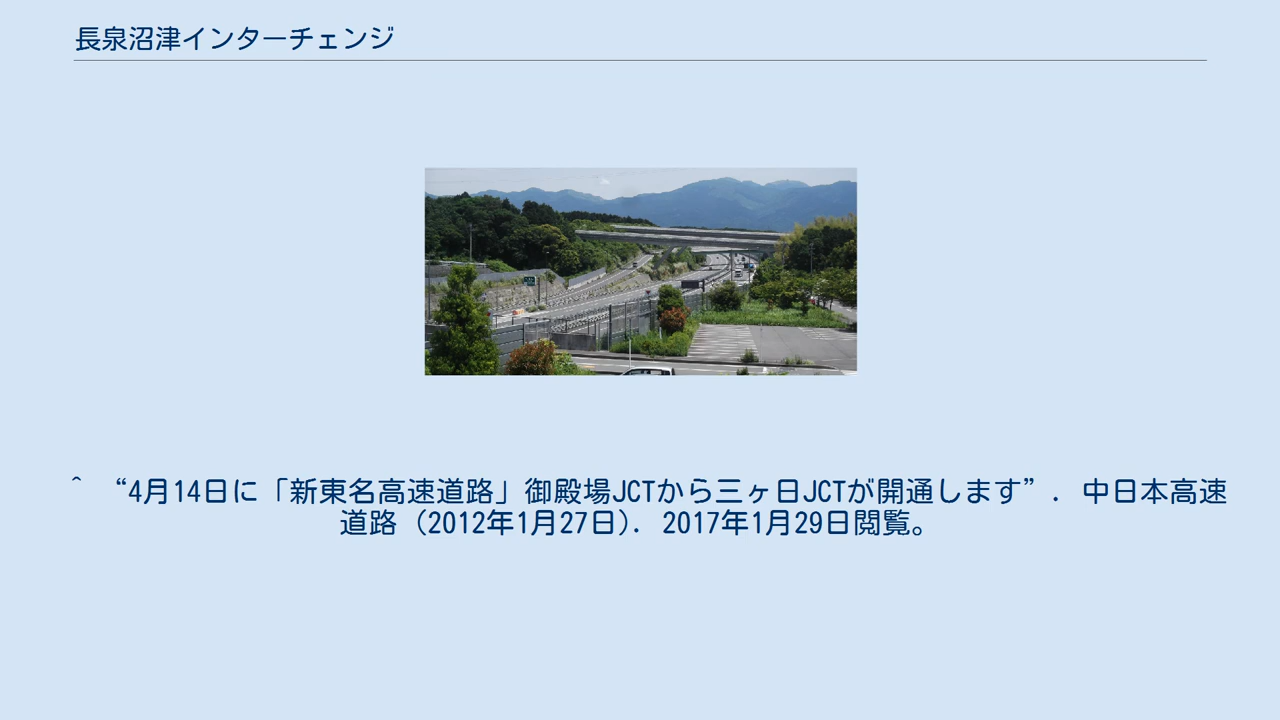 長泉沼津インターチェンジ
^ “4月14日に「新東名高速道路」御殿場JCTから三ヶ日JCTが開通します”. 中日本高速
道路 (2012年1月27日). 2017年1月29日閲覧。